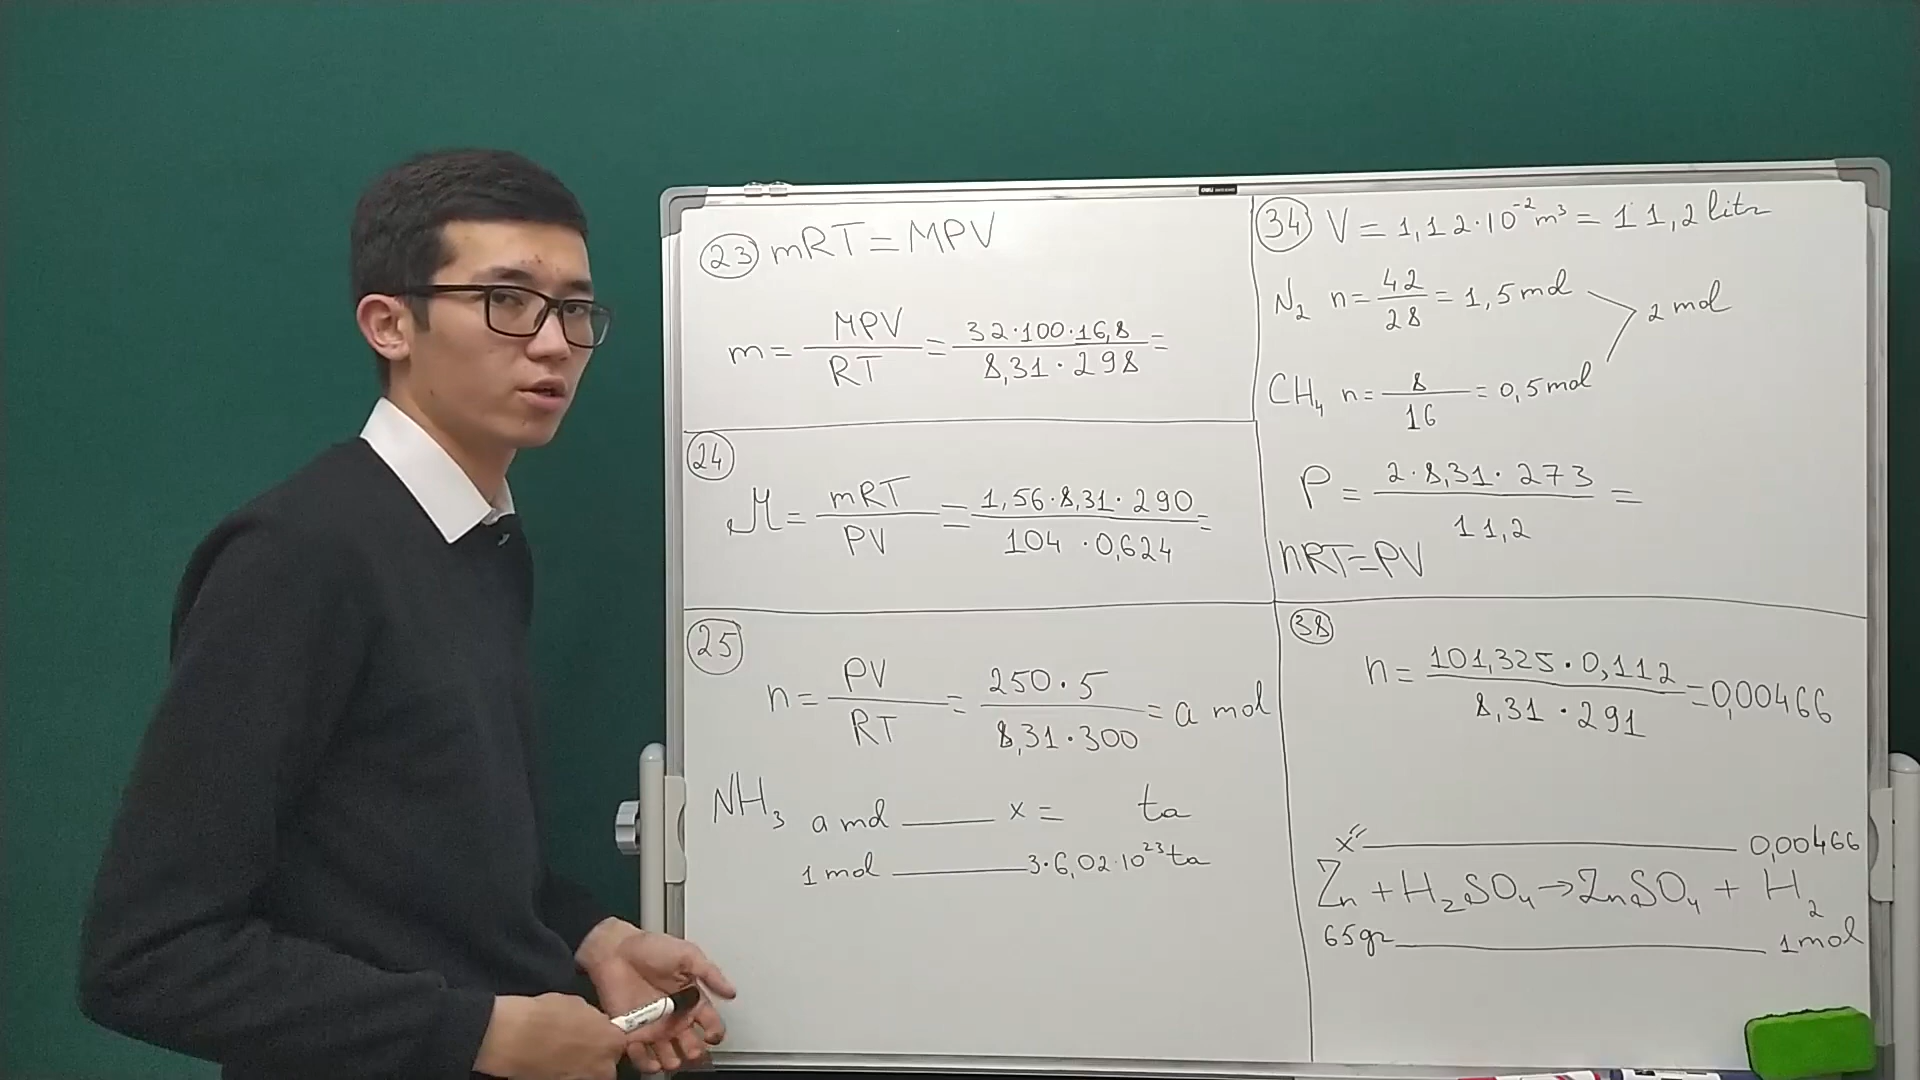 (23) mRT = MPV
m = MPV/RT = 32·100·16,8/8,31·298 =
(24)
M = mRT/PV = 1,56·8,31·290/104·0,624 =
(25)
n = PV/RT = 250·5/8,31·300 = a mol
NH₃ a mol ____ x = ta
1 mol ____ 3·6,02·10²³ ta
(34) V = 1,12·10⁻² m³ = 11,2 litr
N₂ n = 42/28 = 1,5 mol
2 mol
CH₄ n = 8/16 = 0,5 mol
P = 2·8,31·273/11,2 =
nRT = PV
(38)
n = 101,325·0,112/8,31·291 = 0,00466
x ____ 0,00466
Zn + H₂SO₄ → ZnSO₄ + H₂
65gr ____ 1 mol